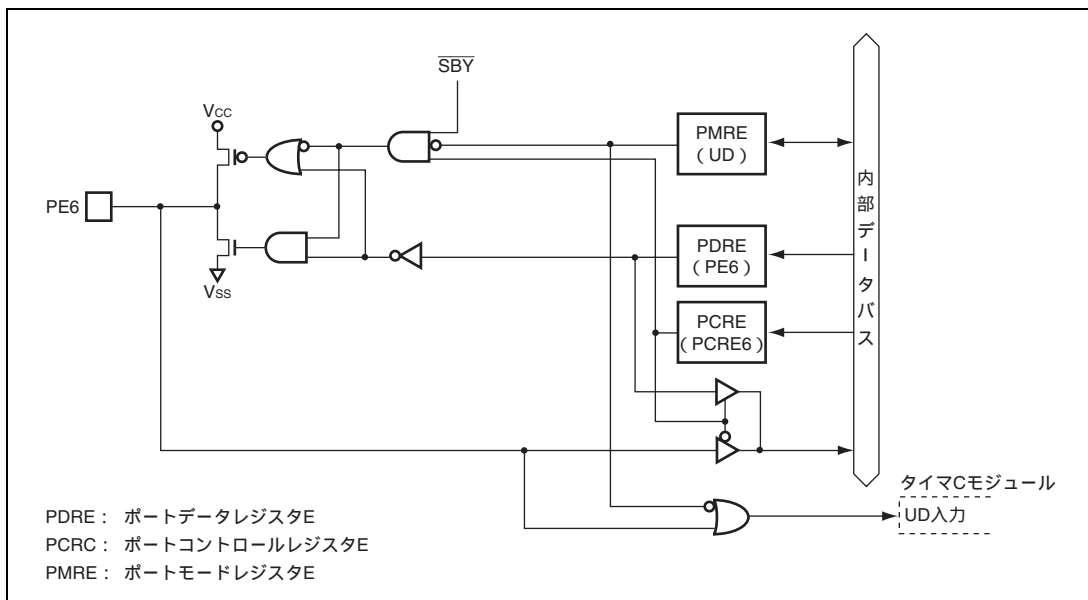 SBY
VCC
PMRE
(UD)
PE6
PDRE
(PE6)
VSS
PCRE
(PCRE6)
内部データバス
タイマCモジュール
UD入力
PDRE : ポートデータレジスタE
PCRC : ポートコントロールレジスタE
PMRE : ポートモードレジスタE